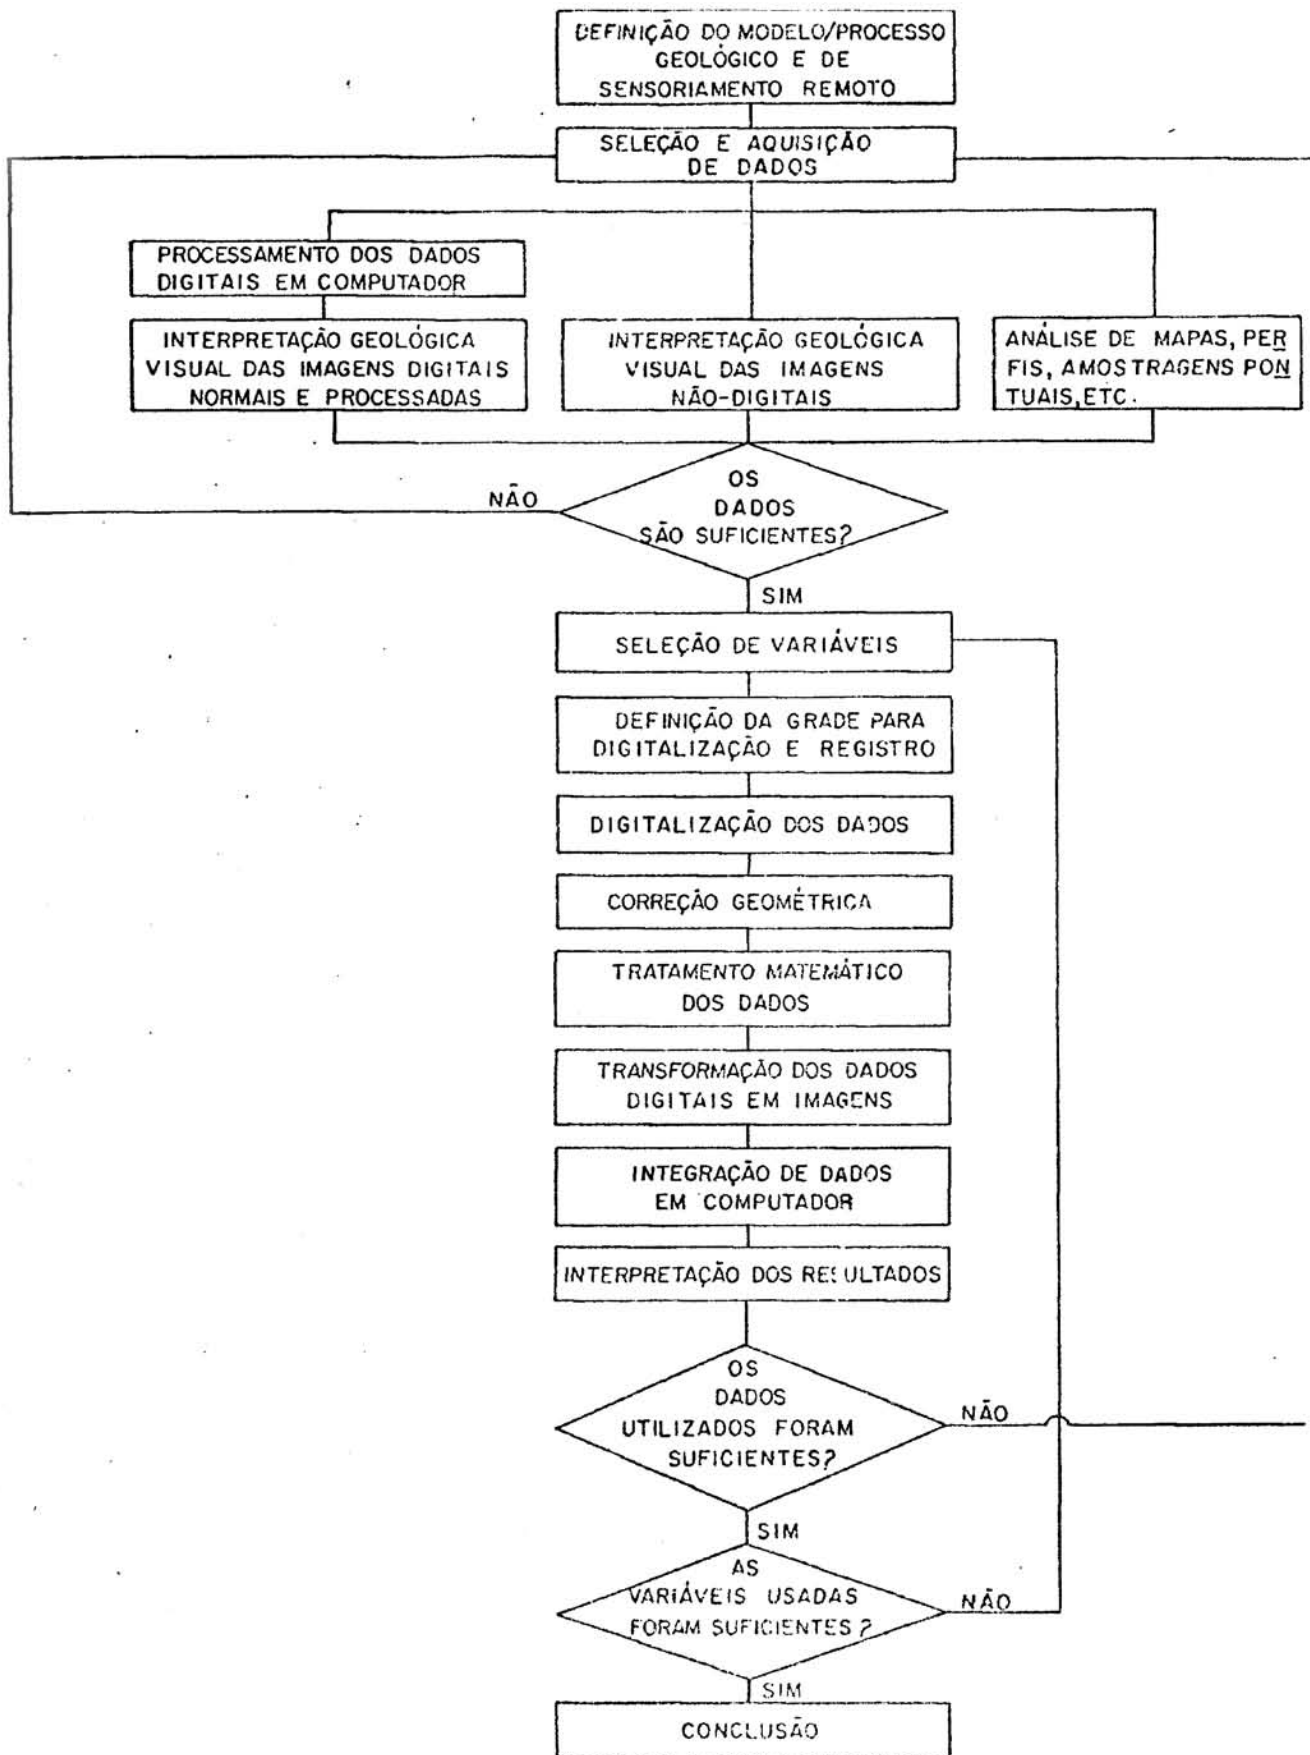 DEFINIÇÃO DO MODELO/PROCESSO
GEOLÓGICO E DE
SENSORIAMENTO REMOTO
SELEÇÃO E AQUISIÇÃO
DE DADOS
PROCESSAMENTO DOS DADOS
DIGITAIS EM COMPUTADOR
INTERPRETAÇÃO GEOLÓGICA
VISUAL DAS IMAGENS DIGITAIS
NORMAIS E PROCESSADAS
INTERPRETAÇÃO GEOLÓGICA
VISUAL DAS IMAGENS
NÃO-DIGITAIS
ANÁLISE DE MAPAS, PER
FIS, AMOSTRAGENS PON
TUAIS, ETC.
OS
DADOS
SÃO SUFICIENTES?
NÃO
SIM
SELEÇÃO DE VARIÁVEIS
DEFINIÇÃO DA GRADE PARA
DIGITALIZAÇÃO E REGISTRO
DIGITALIZAÇÃO DOS DADOS
CORREÇÃO GEOMÉTRICA
TRATAMENTO MATEMÁTICO
DOS DADOS
TRANSFORMAÇÃO DOS DADOS
DIGITAIS EM IMAGENS
INTEGRAÇÃO DE DADOS
EM COMPUTADOR
INTERPRETAÇÃO DOS RESULTADOS
OS
DADOS
UTILIZADOS FORAM
SUFICIENTES?
NÃO
SIM
AS
VARIÁVEIS USADAS
FORAM SUFICIENTES?
NÃO
SIM
CONCLUSÃO